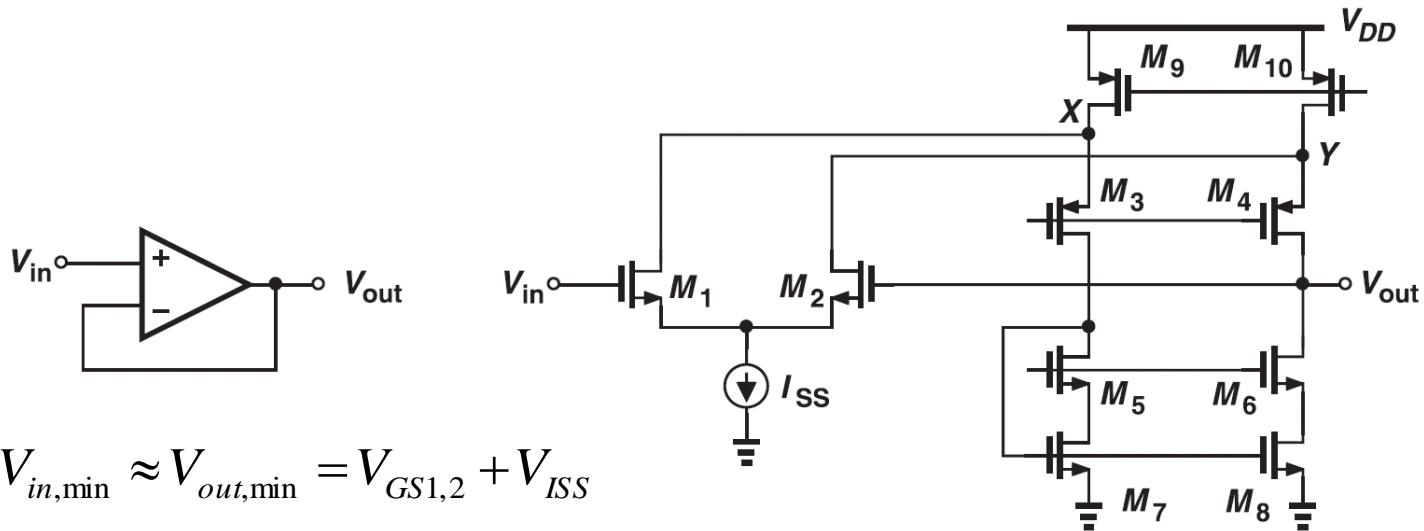 V_DD
M_9 M_10
X
Y
M_3 M_4
V_in + V_out
−
V_in M_1 M_2 V_out
I_SS
M_5 M_6
V_in,min ≈ V_out,min = V_GS1,2 + V_ISS
M_7 M_8